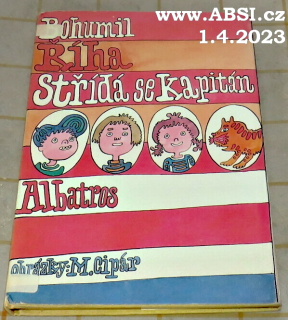 www.ABSI.cz
1.4.2023
Bohumil
Říha
Střídá se kapitán
Albatros
obrázky: M. Cipár